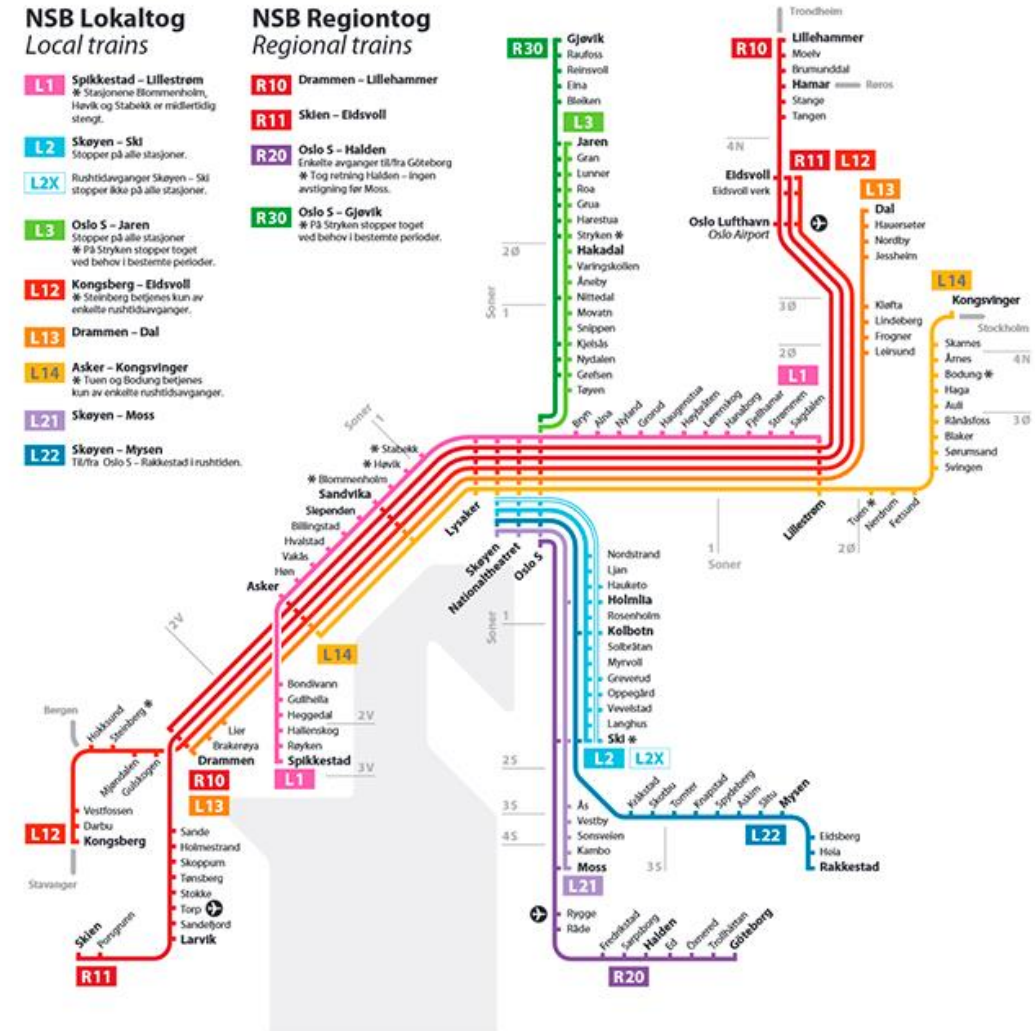 NSB Lokaltog
Local trains
L1 Spikkestad – Lillestrøm
* Stasjonene Blommenholm,
Høvik og Stabekk er midlertidig
stengt.
L2 Skøyen – Ski
Stopper på alle stasjoner.
L2X Rushtidavganger Skøyen – Ski
stopper ikke på alle stasjoner.
L3 Oslo S – Jaren
Stopper på alle stasjoner
* På Stryken stopper toget
ved behov i bestemte perioder.
L12 Kongsberg – Eidsvoll
* Steinberg betjenes kun av
enkelte rushtidsavganger.
L13 Drammen – Dal
L14 Asker – Kongsvinger
* Tuen og Bodung betjenes
kun av enkelte rushtidsavganger.
L21 Skøyen – Moss
L22 Skøyen – Mysen
Til/fra Oslo S – Rakkestad i rushtiden.
NSB Regiontog
Regional trains
R10 Drammen – Lillehammer
R11 Skien – Eidsvoll
R20 Oslo S – Halden
Enkelte avganger til/fra Göteborg
* Tog retning Halden – ingen
avstigning før Moss.
R30 Oslo S – Gjøvik
* På Stryken stopper toget
ved behov i bestemte perioder.
R30
Gjøvik
Raufoss
Reinsvoll
Eina
Bleiken
L3
Jaren
Gran
Lunner
Roa
Grua
Harestua
Stryken *
Hakadal
Varingskollen
Åneby
Nittedal
Movatn
Snippen
Kjelsås
Nydalen
Grefsen
Tøyen
2Ø
Soner
1
Trondheim
R10
Lillehammer
Moelv
Brumunddal
Hamar
Røros
Stange
Tangen
4N
R11
L12
Eidsvoll
Eidsvoll verk
Oslo Lufthavn
Oslo Airport
L13
Dal
Hauerseter
Nordby
Jessheim
Kløfta
Lindeberg
Frogner
Leirsund
3Ø
2Ø
L14
Kongsvinger
Stockholm
Skarnes
Årnes
4N
Bodung *
Haga
Auli
Rånåsfoss
3Ø
Blaker
Sørumsand
Svingen
L1
Bryn
Alna
Nyland
Grorud
Haugenstua
Høybråten
Lørenskog
Hanaborg
Fjellhamar
Strømmen
Sagdalen
Lillestrøm
Tuen *
Nerdrum
Fetsund
1
Soner
2Ø
Soner
1
* Stabekk
* Høvik
* Blommenholm
Sandvika
Slependen
Billingstad
Hvalstad
Vakås
Høn
Asker
Lysaker
Skøyen
Nationaltheatret
Oslo S
2V
L14
Bondivann
Gullhella
Heggedal
2V
Hallenskog
Røyken
Spikkestad
3V
L1
Lier
Brakerøya
Drammen
R10
L13
Bergen
Hokksund
Steinberg *
Mjøndalen
Gulskogen
Vestfossen
Darbu
L12
Kongsberg
Stavanger
Sande
Holmestrand
Skoppum
Tønsberg
Stokke
Torp
Sandefjord
Larvik
Skien
Porsgrunn
R11
Soner
1
Nordstrand
Ljan
Hauketo
Holmlia
Rosenholm
Kolbotn
Solbråtan
Myrvoll
Greverud
Oppegård
Vevelstad
Langhus
Ski *
L2
L2X
2S
3S
4S
Ås
Vestby
Sonsveien
Kambo
Moss
L21
Kråkstad
Skotbu
Tomter
Knapstad
Spydeberg
Askim
Slitu
Mysen
L22
3S
Eidsberg
Heia
Rakkestad
Rygge
Råde
Fredrikstad
Sarpsborg
Halden
Ed
Öxnered
Trollhättan
Göteborg
R20